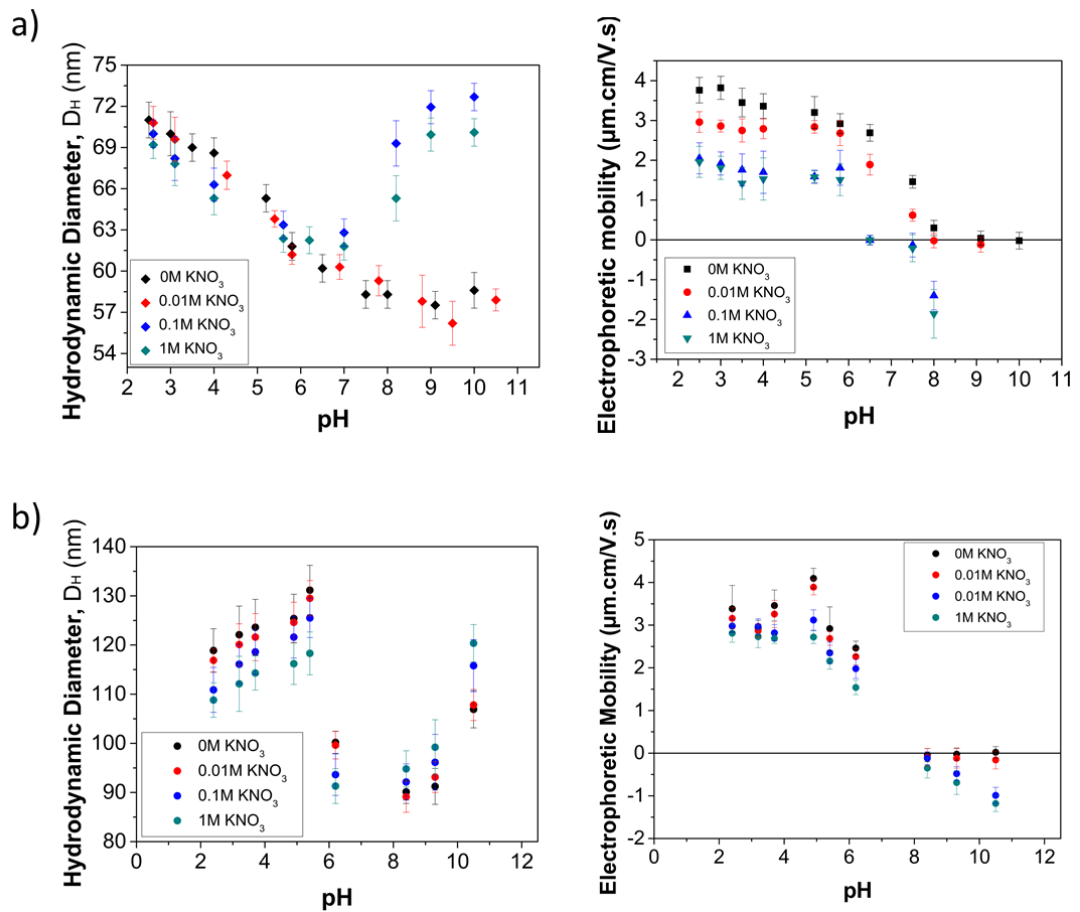 a)
Hydrodynamic Diameter, DH (nm)
75
72
69
66
63
60
57
54
0M KNO3
0.01M KNO3
0.1M KNO3
1M KNO3
2 3 4 5 6 7 8 9 10 11
pH
Electrophoretic mobility (µm.cm/V.s)
4
3
2
1
0
-1
-2
-3
0M KNO3
0.01M KNO3
0.1M KNO3
1M KNO3
2 3 4 5 6 7 8 9 10 11
pH
b)
Hydrodynamic Diameter, DH (nm)
140
130
120
110
100
90
80
0M KNO3
0.01M KNO3
0.1M KNO3
1M KNO3
0 2 4 6 8 10 12
pH
Electrophoretic Mobility (µm.cm/V.s)
5
4
3
2
1
0
-1
-2
0M KNO3
0.01M KNO3
0.01M KNO3
1M KNO3
0 2 4 6 8 10 12
pH